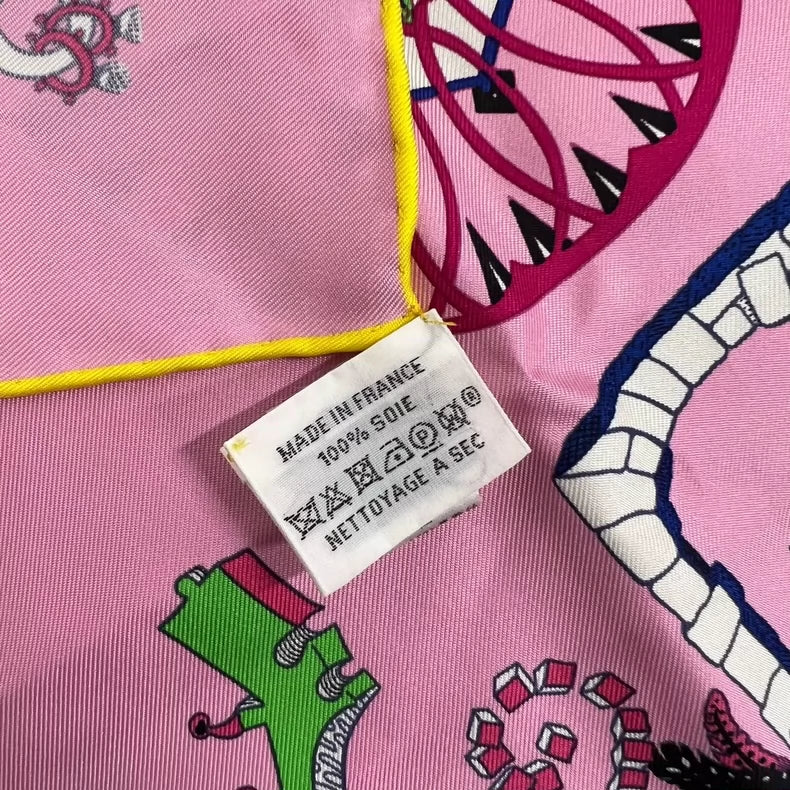 MADE IN FRANCE
100% SOIE
P ®
NETTOYAGE A SEC